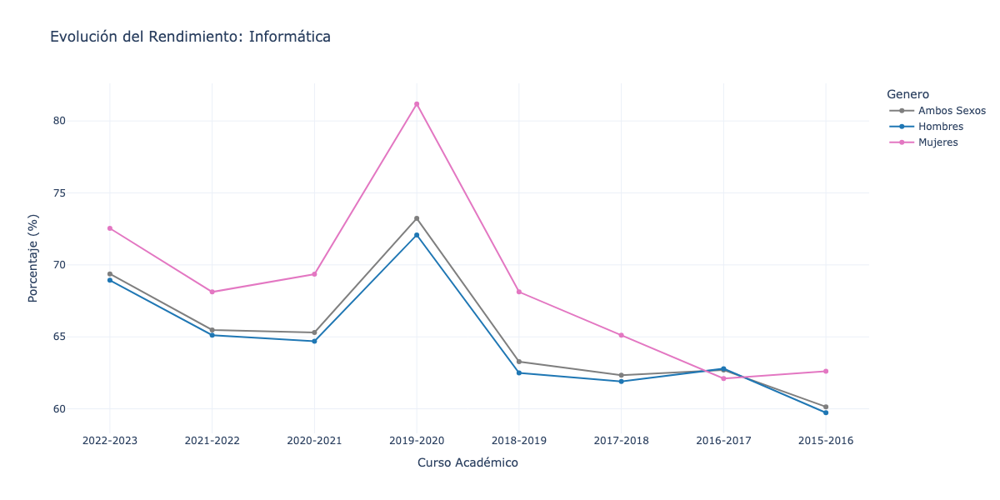 Evolución del Rendimiento: Informática
Genero
Ambos Sexos
Hombres
Mujeres
Porcentaje (%)
80
75
70
65
60
2022-2023
2021-2022
2020-2021
2019-2020
2018-2019
2017-2018
2016-2017
2015-2016
Curso Académico